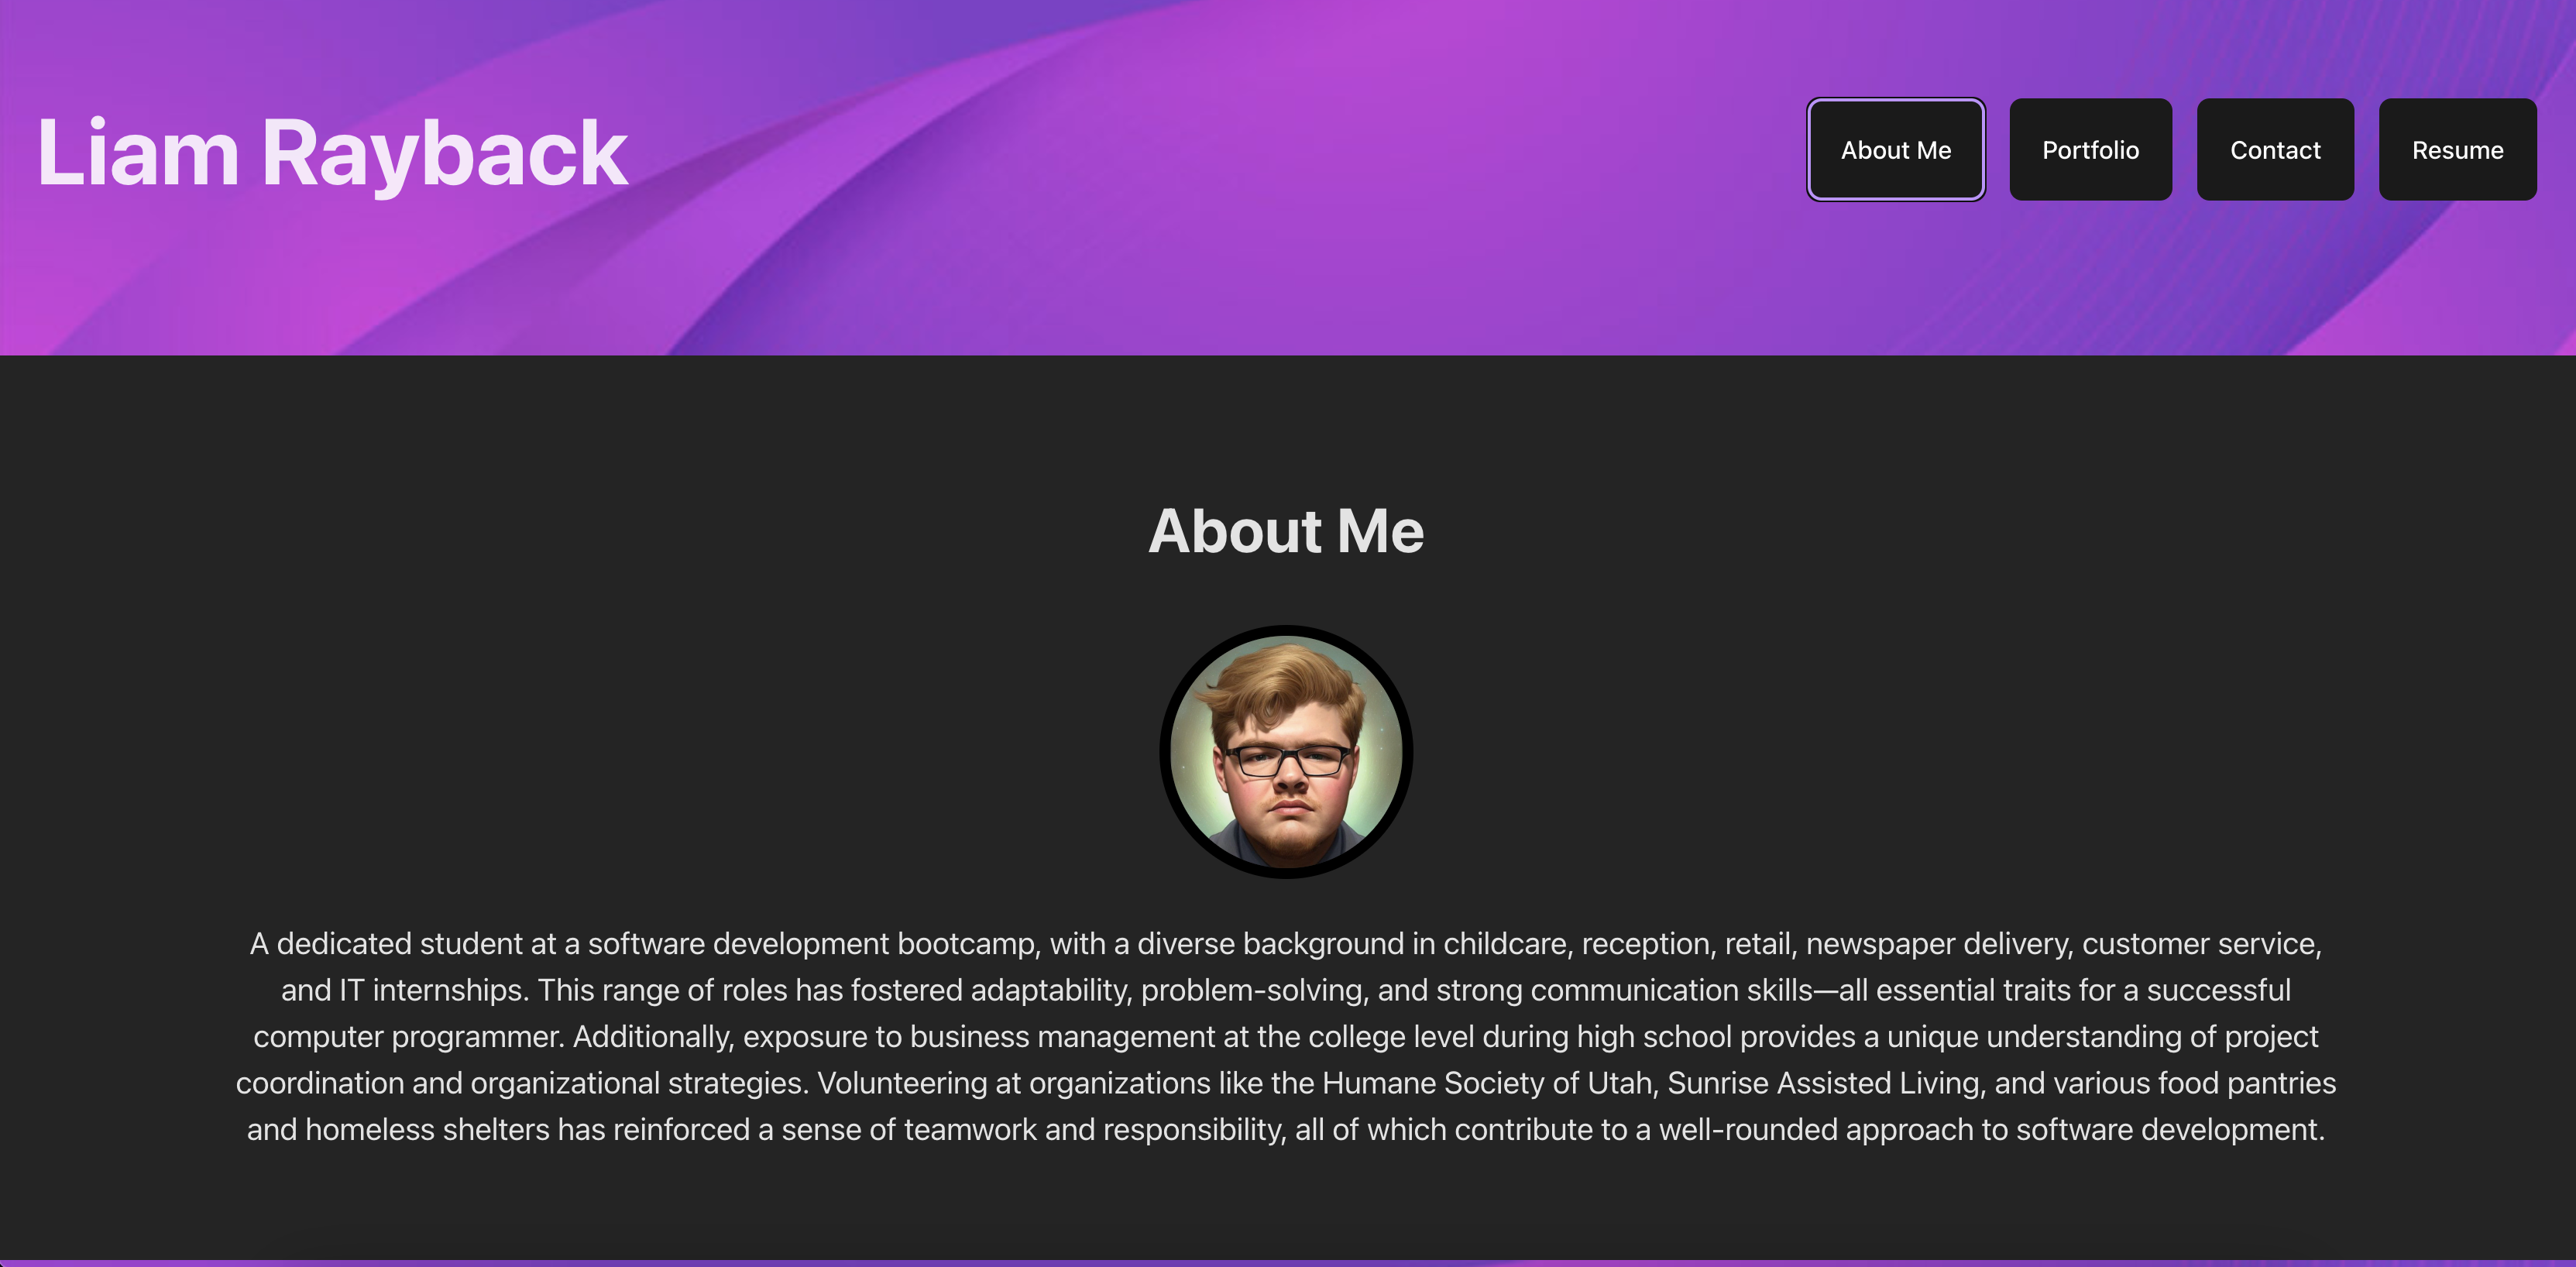 Liam Rayback
About Me
Portfolio
Contact
Resume
About Me
A dedicated student at a software development bootcamp, with a diverse background in childcare, reception, retail, newspaper delivery, customer service,
and IT internships. This range of roles has fostered adaptability, problem-solving, and strong communication skills—all essential traits for a successful
computer programmer. Additionally, exposure to business management at the college level during high school provides a unique understanding of project
coordination and organizational strategies. Volunteering at organizations like the Humane Society of Utah, Sunrise Assisted Living, and various food pantries
and homeless shelters has reinforced a sense of teamwork and responsibility, all of which contribute to a well-rounded approach to software development.